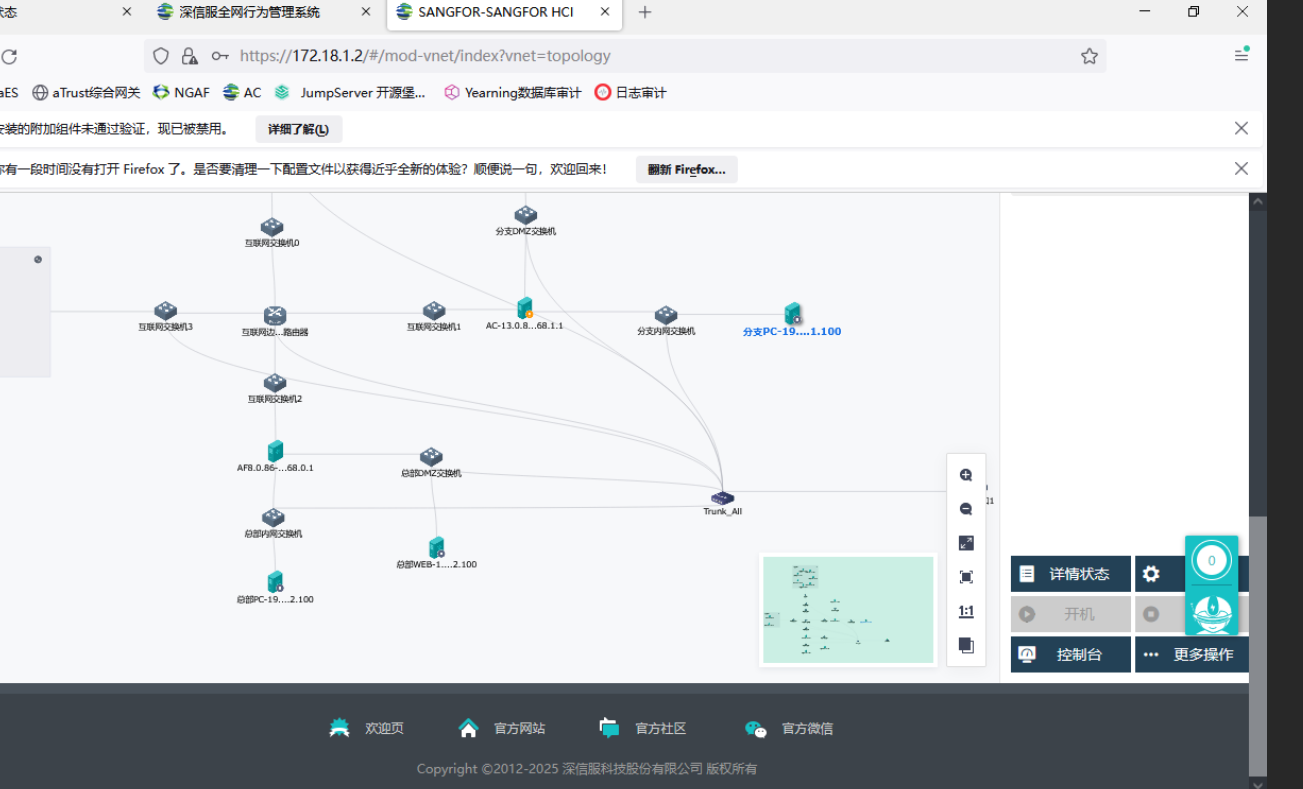 状态
深信服全网行为管理系统
SANGFOR-SANGFOR HCI
https://172.18.1.2/#/mod-vnet/index?vnet=topology
aES
aTrust综合网关
NGAF
AC
JumpServer 开源堡...
Yearning数据库审计
日志审计
安装的附加组件未通过验证，现已被禁用。
详细了解(L)
你有一段时间没有打开 Firefox 了。是否要清理一下配置文件以获得近乎全新的体验？顺便说一句，欢迎回来！
翻新 Firefox...
互联网交换机0
分支DMZ交换机
互联网交换机3
互联网边...路由器
互联网交换机1
AC-13.0.8...68.1.1
分支内网交换机
分支PC-19....1.100
互联网交换机2
AF8.0.86-...68.0.1
总部DMZ交换机
Trunk_All
总部内网交换机
总部WEB-1....2.100
总部PC-19....2.100
1:1
0
详情状态
开机
控制台
更多操作
欢迎页
官方网站
官方社区
官方微信
Copyright ©2012-2025 深信服科技股份有限公司 版权所有